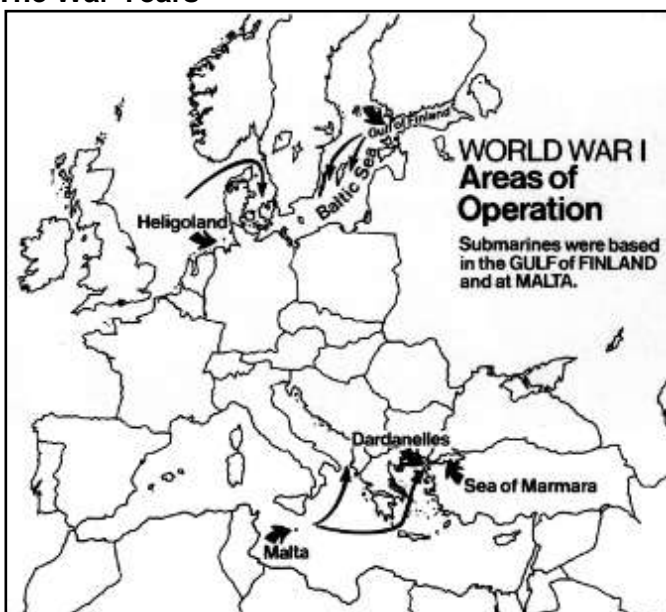 The War Years
Gulf of Finland
Baltic Sea
WORLD WAR I
Areas of
Operation
Submarines were based
in the GULF of FINLAND
and at MALTA.
Heligoland
Dardanelles
Sea of Marmara
Malta